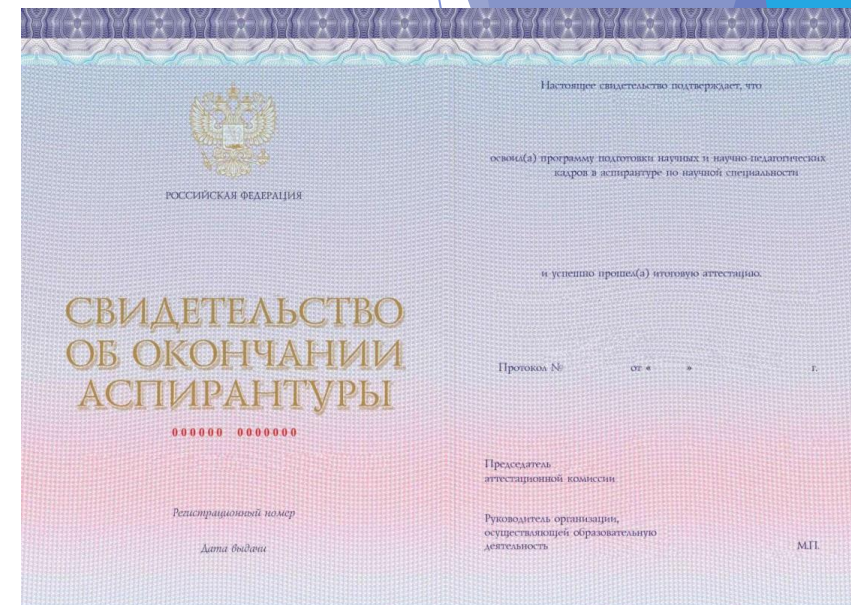 РОССИЙСКАЯ ФЕДЕРАЦИЯ
СВИДЕТЕЛЬСТВО
ОБ ОКОНЧАНИИ
АСПИРАНТУРЫ
000000 0000000
Регистрационный номер
Дата выдачи
Настоящее свидетельство подтверждает, что
освоил(а) программу подготовки научных и научно-педагогических
кадров в аспирантуре по научной специальности
и успешно прошел(а) итоговую аттестацию.
Протокол № от « » г.
Председатель
аттестационной комиссии
Руководитель организации,
осуществляющей образовательную
деятельность М.П.